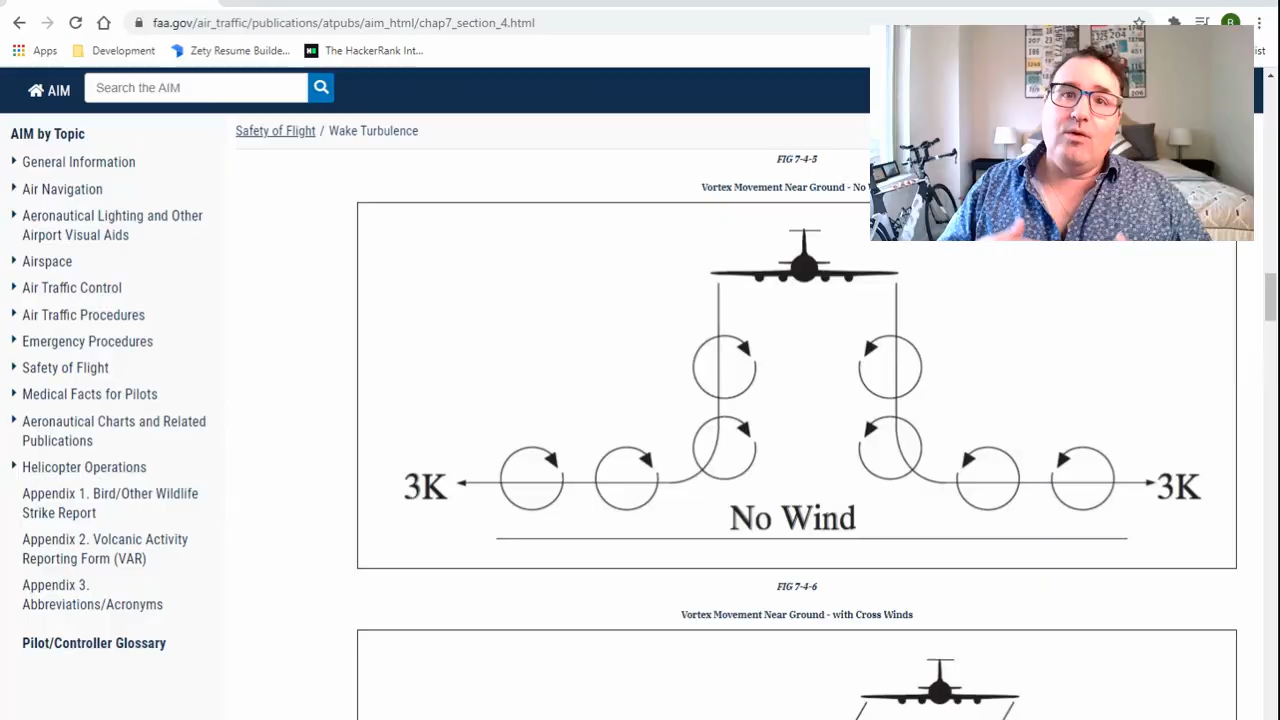 faa.gov/air_traffic/publications/atpubs/aim_html/chap7_section_4.html
Apps Development Zety Resume Builde... The HackerRank Int... ist
AIM Search the AIM
AIM by Topic
General Information
Air Navigation
Aeronautical Lighting and Other
Airport Visual Aids
Airspace
Air Traffic Control
Air Traffic Procedures
Emergency Procedures
Safety of Flight
Medical Facts for Pilots
Aeronautical Charts and Related
Publications
Helicopter Operations
Appendix 1. Bird/Other Wildlife
Strike Report
Appendix 2. Volcanic Activity
Reporting Form (VAR)
Appendix 3.
Abbreviations/Acronyms
Pilot/Controller Glossary
Safety of Flight / Wake Turbulence
FIG 7-4-5
Vortex Movement Near Ground - No
3K 3K
No Wind
FIG 7-4-6
Vortex Movement Near Ground - with Cross Winds